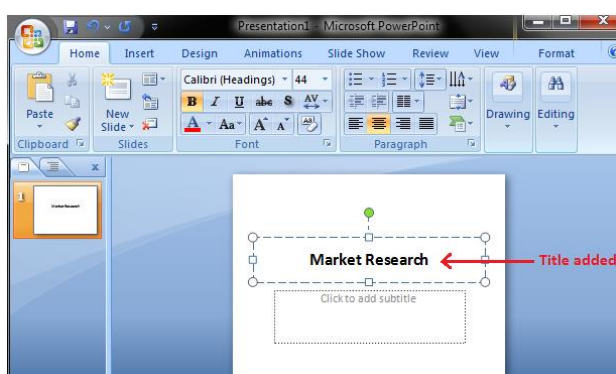 Presentation1 - Microsoft PowerPoint
Home Insert Design Animations Slide Show Review View Format
Calibri (Headings) 44
B I U abe S AV
A Aa A A
Paste
New
Slide
Drawing Editing
Clipboard Slides Font Paragraph
1
Market Research
Market Research
Title added
Click to add subtitle